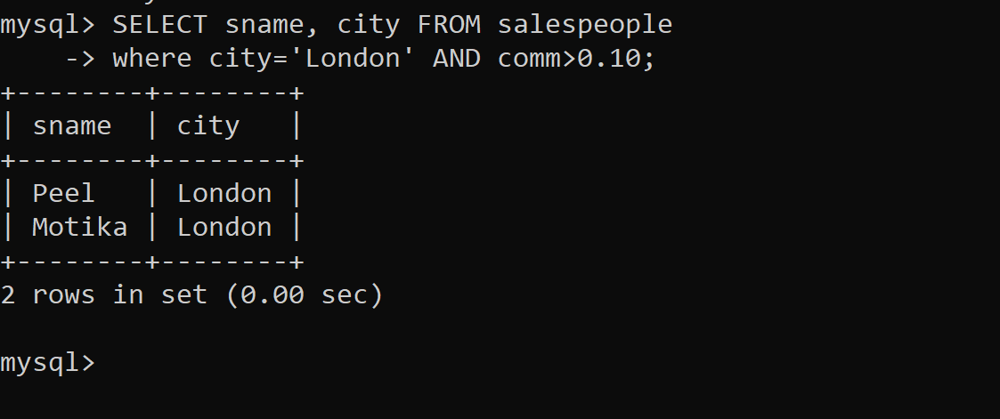 mysql> SELECT sname, city FROM salespeople
    -> where city='London' AND comm>0.10;
+--------+--------+
| sname  | city   |
+--------+--------+
| Peel   | London |
| Motika | London |
+--------+--------+
2 rows in set (0.00 sec)
mysql>